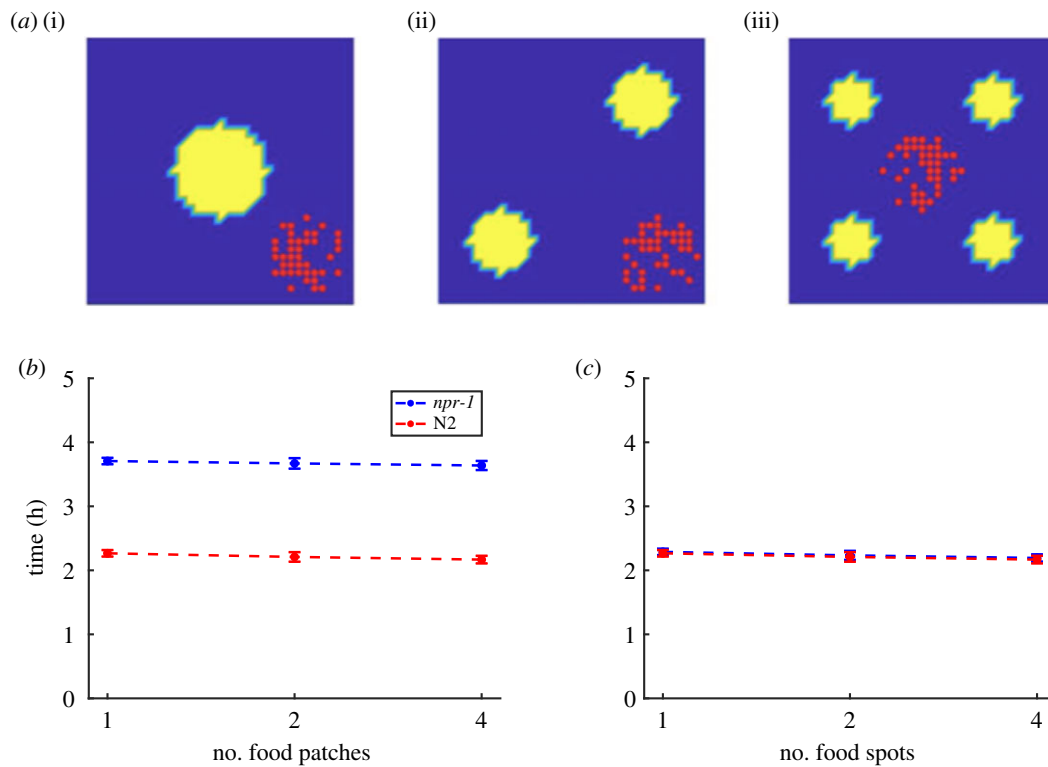 (a) (i)
(ii)
(iii)
(b)
5
4
3
2
1
0
time (h)
npr-1
N2
1
2
4
no. food patches
(c)
5
4
3
2
1
0
1
2
4
no. food spots